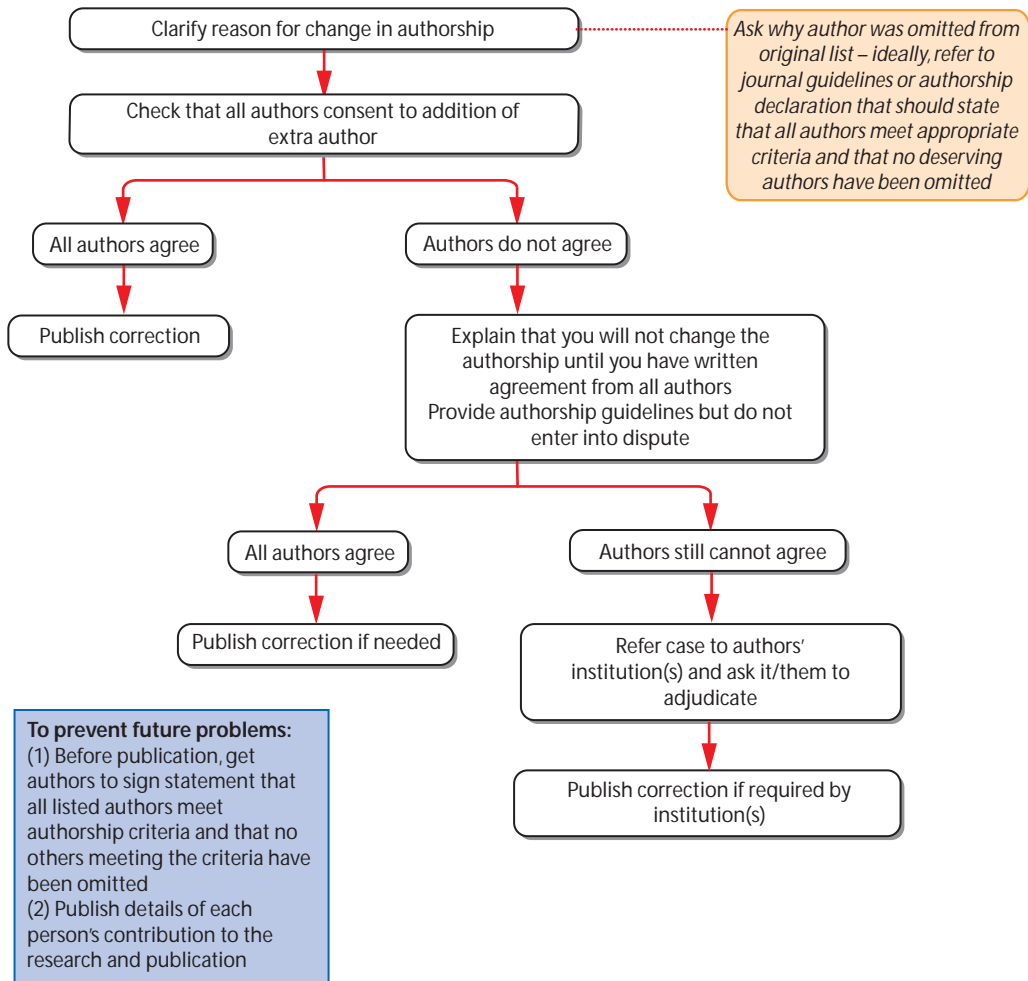 Clarify reason for change in authorship
Ask why author was omitted from
original list – ideally, refer to
journal guidelines or authorship
declaration that should state
that all authors meet appropriate
criteria and that no deserving
authors have been omitted
Check that all authors consent to addition of
extra author
All authors agree
Authors do not agree
Publish correction
Explain that you will not change the
authorship until you have written
agreement from all authors
Provide authorship guidelines but do not
enter into dispute
All authors agree
Authors still cannot agree
Publish correction if needed
Refer case to authors’
institution(s) and ask it/them to
adjudicate
Publish correction if required by
institution(s)
To prevent future problems:
(1) Before publication, get
authors to sign statement that
all listed authors meet
authorship criteria and that no
others meeting the criteria have
been omitted
(2) Publish details of each
person’s contribution to the
research and publication